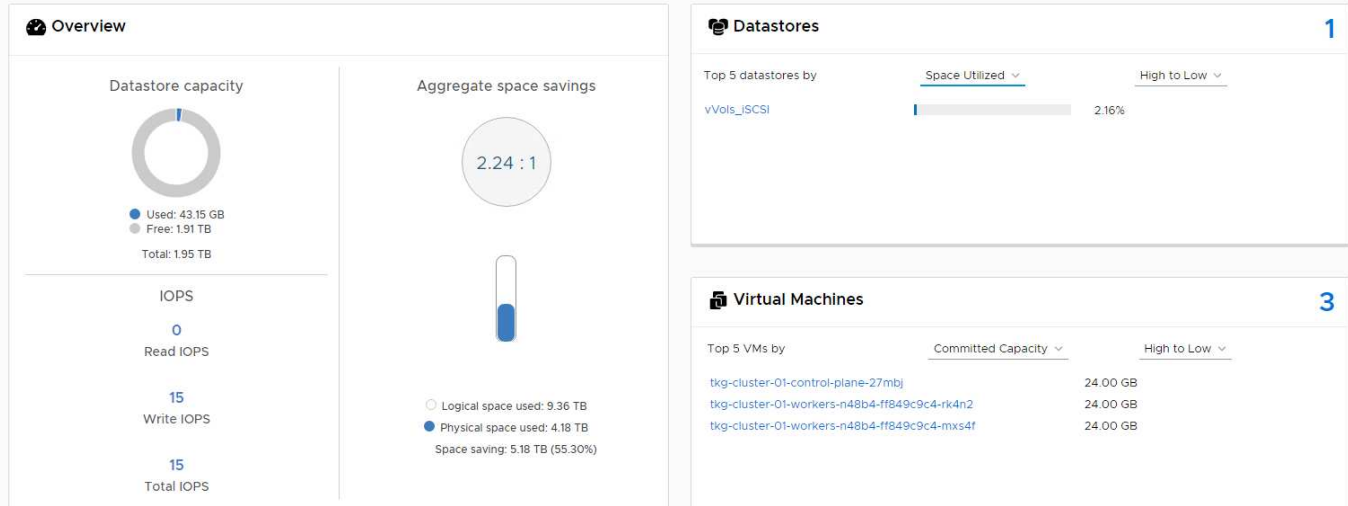 Overview
Datastore capacity
Used: 43.15 GB
Free: 1.91 TB
Total: 1.95 TB
IOPS
0
Read IOPS
15
Write IOPS
15
Total IOPS
Aggregate space savings
2.24 : 1
Logical space used: 9.36 TB
Physical space used: 4.18 TB
Space saving: 5.18 TB (55.30%)
Datastores 1
Top 5 datastores by Space Utilized High to Low
vVols_iSCSI 2.16%
Virtual Machines 3
Top 5 VMs by Committed Capacity High to Low
tkg-cluster-01-control-plane-27mbj 24.00 GB
tkg-cluster-01-workers-n48b4-ff849c9c4-rk4n2 24.00 GB
tkg-cluster-01-workers-n48b4-ff849c9c4-mxs4f 24.00 GB